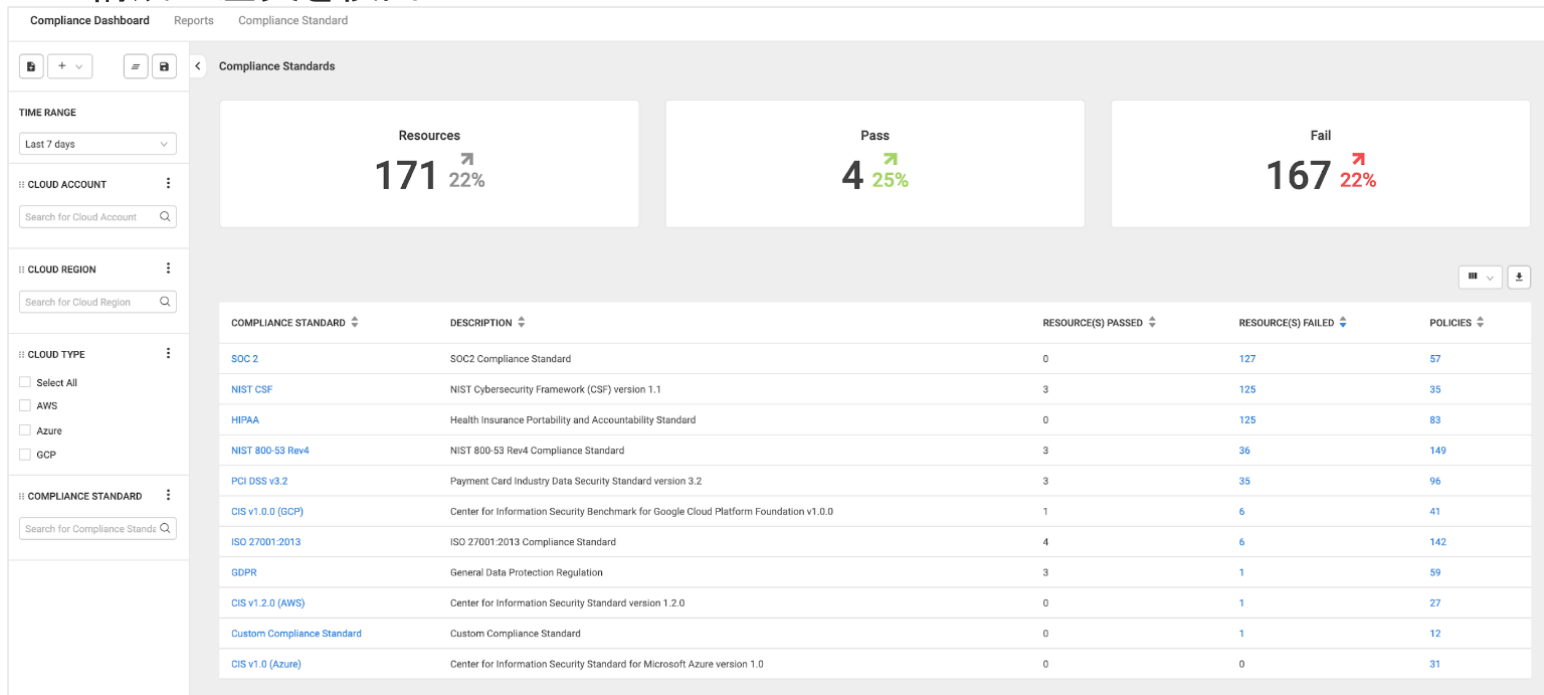 Compliance Dashboard Reports Compliance Standard
+
Compliance Standards
TIME RANGE
Last 7 days
CLOUD ACCOUNT
Search for Cloud Account
CLOUD REGION
Search for Cloud Region
CLOUD TYPE
Select All
AWS
Azure
GCP
COMPLIANCE STANDARD
Search for Compliance Standa
Resources
171 22%
Pass
4 25%
Fail
167 22%
COMPLIANCE STANDARD DESCRIPTION RESOURCE(S) PASSED RESOURCE(S) FAILED POLICIES
SOC 2 SOC2 Compliance Standard 0 127 57
NIST CSF NIST Cybersecurity Framework (CSF) version 1.1 3 125 35
HIPAA Health Insurance Portability and Accountability Standard 0 125 83
NIST 800-53 Rev4 NIST 800-53 Rev4 Compliance Standard 3 36 149
PCI DSS v3.2 Payment Card Industry Data Security Standard version 3.2 3 35 96
CIS v1.0.0 (GCP) Center for Information Security Benchmark for Google Cloud Platform Foundation v1.0.0 1 6 41
ISO 27001:2013 ISO 27001:2013 Compliance Standard 4 6 142
GDPR General Data Protection Regulation 3 1 59
CIS v1.2.0 (AWS) Center for Information Security Standard version 1.2.0 0 1 27
Custom Compliance Standard Custom Compliance Standard 0 1 12
CIS v1.0 (Azure) Center for Information Security Standard for Microsoft Azure version 1.0 0 0 31